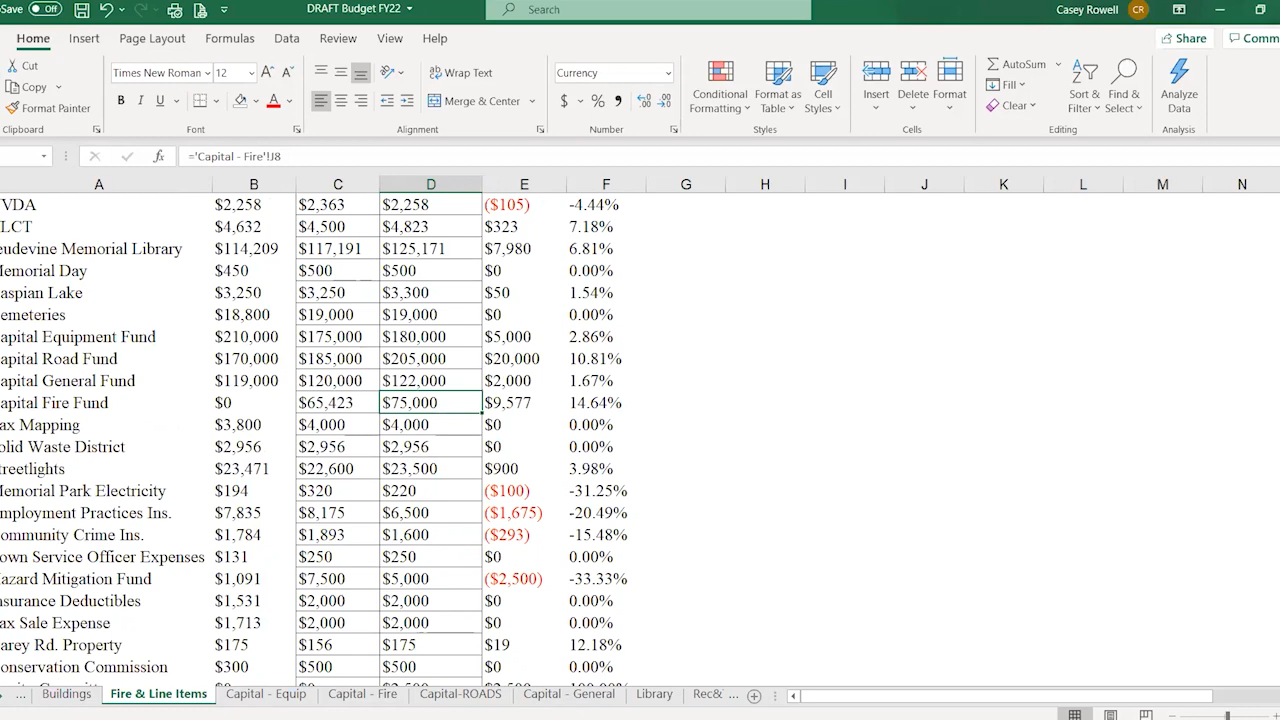 Save Off DRAFT Budget FY22 Search Casey Rowell CR
Home Insert Page Layout Formulas Data Review View Help Share Comm
Cut
Copy
Format Painter
Times New Roman 12
B I U A
Wrap Text
Merge & Center
Currency
$ %
Conditional Formatting
Format as Table
Cell Styles
Insert Delete Format
AutoSum
Fill
Clear
Sort & Filter
Find & Select
Analyze Data
Clipboard Font Alignment Number Styles Cells Editing Analysis
fx ='Capital - Fire'!J8
A B C D E F G H I J K L M N
VDA $2,258 $2,363 $2,258 ($105) -4.44%
LCT $4,632 $4,500 $4,823 $323 7.18%
eudevine Memorial Library $114,209 $117,191 $125,171 $7,980 6.81%
emorial Day $450 $500 $500 $0 0.00%
aspian Lake $3,250 $3,250 $3,300 $50 1.54%
emeteries $18,800 $19,000 $19,000 $0 0.00%
apital Equipment Fund $210,000 $175,000 $180,000 $5,000 2.86%
apital Road Fund $170,000 $185,000 $205,000 $20,000 10.81%
apital General Fund $119,000 $120,000 $122,000 $2,000 1.67%
apital Fire Fund $0 $65,423 $75,000 $9,577 14.64%
ax Mapping $3,800 $4,000 $4,000 $0 0.00%
olid Waste District $2,956 $2,956 $2,956 $0 0.00%
treetlights $23,471 $22,600 $23,500 $900 3.98%
emorial Park Electricity $194 $320 $220 ($100) -31.25%
mployment Practices Ins. $7,835 $8,175 $6,500 ($1,675) -20.49%
ommunity Crime Ins. $1,784 $1,893 $1,600 ($293) -15.48%
own Service Officer Expenses $131 $250 $250 $0 0.00%
azard Mitigation Fund $1,091 $7,500 $5,000 ($2,500) -33.33%
nsurance Deductibles $1,531 $2,000 $2,000 $0 0.00%
ax Sale Expense $1,713 $2,000 $2,000 $0 0.00%
arey Rd. Property $175 $156 $175 $19 12.18%
onservation Commission $300 $500 $500 $0 0.00%
... Buildings Fire & Line Items Capital - Equip Capital - Fire Capital-ROADS Capital - General Library Rec& ...